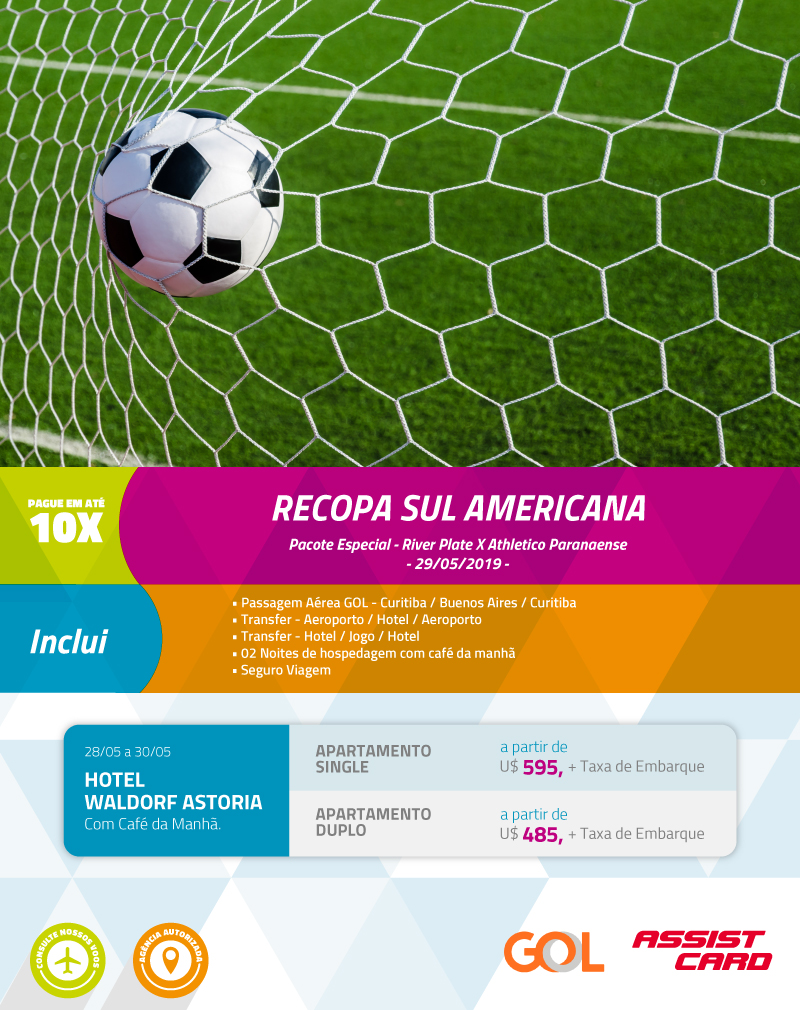 PAGUE EM ATÉ
10X
RECOPA SUL AMERICANA
Pacote Especial - River Plate X Athletico Paranaense
- 29/05/2019 -
Inclui
• Passagem Aérea GOL - Curitiba / Buenos Aires / Curitiba
• Transfer - Aeroporto / Hotel / Aeroporto
• Transfer - Hotel / Jogo / Hotel
• 02 Noites de hospedagem com café da manhã
• Seguro Viagem
28/05 a 30/05
HOTEL
WALDORF ASTORIA
Com Café da Manhã.
APARTAMENTO
SINGLE
a partir de
U$ 595, + Taxa de Embarque
APARTAMENTO
DUPLO
a partir de
U$ 485, + Taxa de Embarque
CONSULTE NOSSOS VOOS
AGÊNCIA AUTORIZADA
GOL
ASSIST
CARD